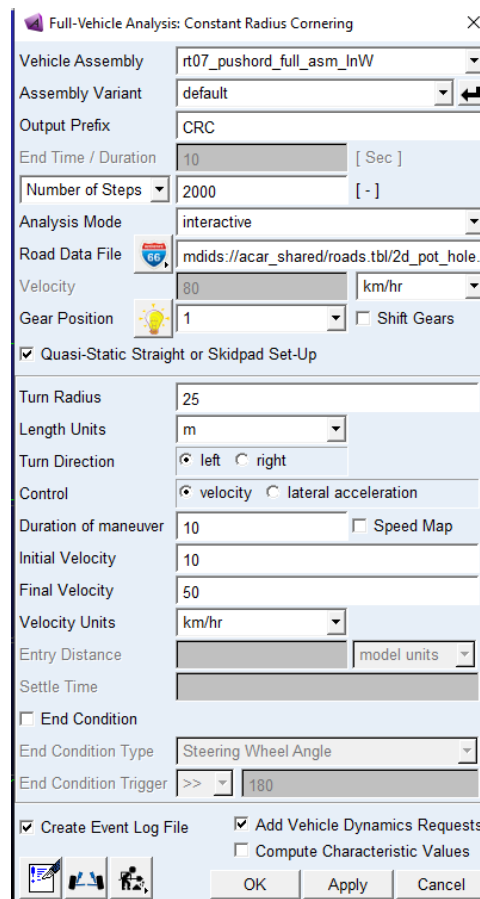 Full-Vehicle Analysis: Constant Radius Cornering
Vehicle Assembly rt07_pushord_full_asm_lnW
Assembly Variant default
Output Prefix CRC
End Time / Duration 10 [ Sec ]
Number of Steps 2000 [ - ]
Analysis Mode interactive
Road Data File 66 mdids://acar_shared/roads.tbl/2d_pot_hole.
Velocity 80 km/hr
Gear Position 1 Shift Gears
Quasi-Static Straight or Skidpad Set-Up
Turn Radius 25
Length Units m
Turn Direction left right
Control velocity lateral acceleration
Duration of maneuver 10 Speed Map
Initial Velocity 10
Final Velocity 50
Velocity Units km/hr
Entry Distance model units
Settle Time
End Condition
End Condition Type Steering Wheel Angle
End Condition Trigger >> 180
Create Event Log File Add Vehicle Dynamics Requests
Compute Characteristic Values
OK Apply Cancel